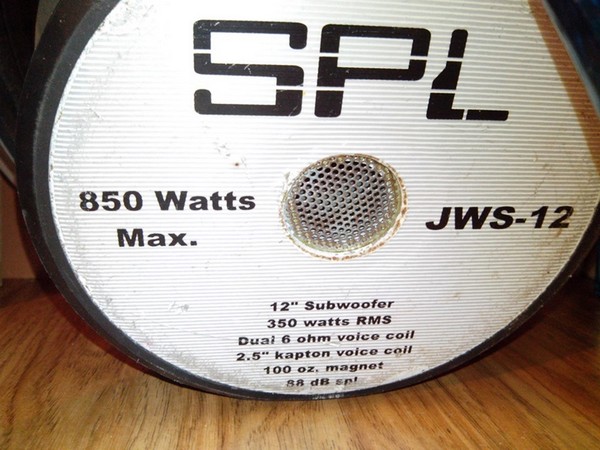 SPL
850 Watts
Max.
JWS-12
12" Subwoofer
350 watts RMS
Dual 6 ohm voice coil
2.5" kapton voice coil
100 oz. magnet
88 dB spl